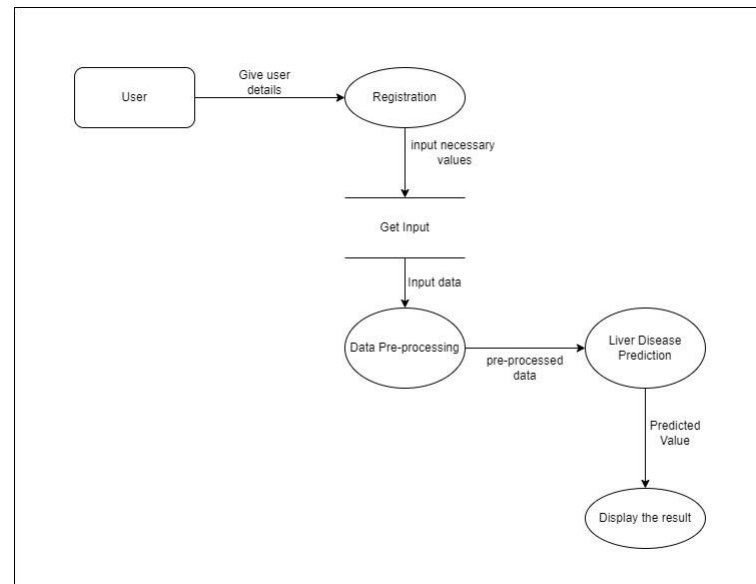 Give user
details
User
Registration
input necessary
values
Get Input
Input data
Data Pre-processing
pre-processed
data
Liver Disease
Prediction
Predicted
Value
Display the result